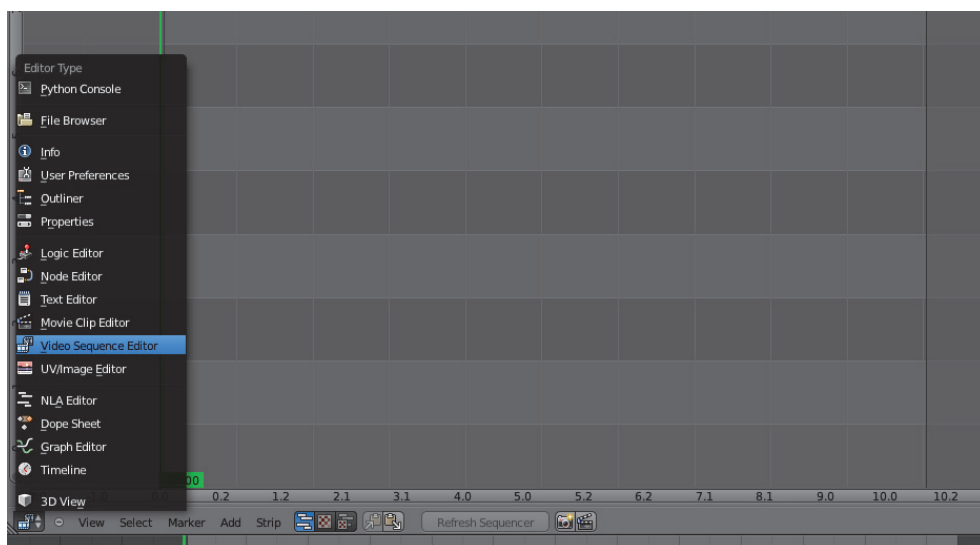 Editor Type
Python Console
File Browser
Info
User Preferences
Outliner
Properties
Logic Editor
Node Editor
Text Editor
Movie Clip Editor
Video Sequence Editor
UV/Image Editor
NLA Editor
Dope Sheet
Graph Editor
Timeline
3D View
0.2 1.2 2.1 3.1 4.0 5.0 5.2 6.2 7.1 8.1 9.0 10.0 10.2
View Select Marker Add Strip Refresh Sequencer